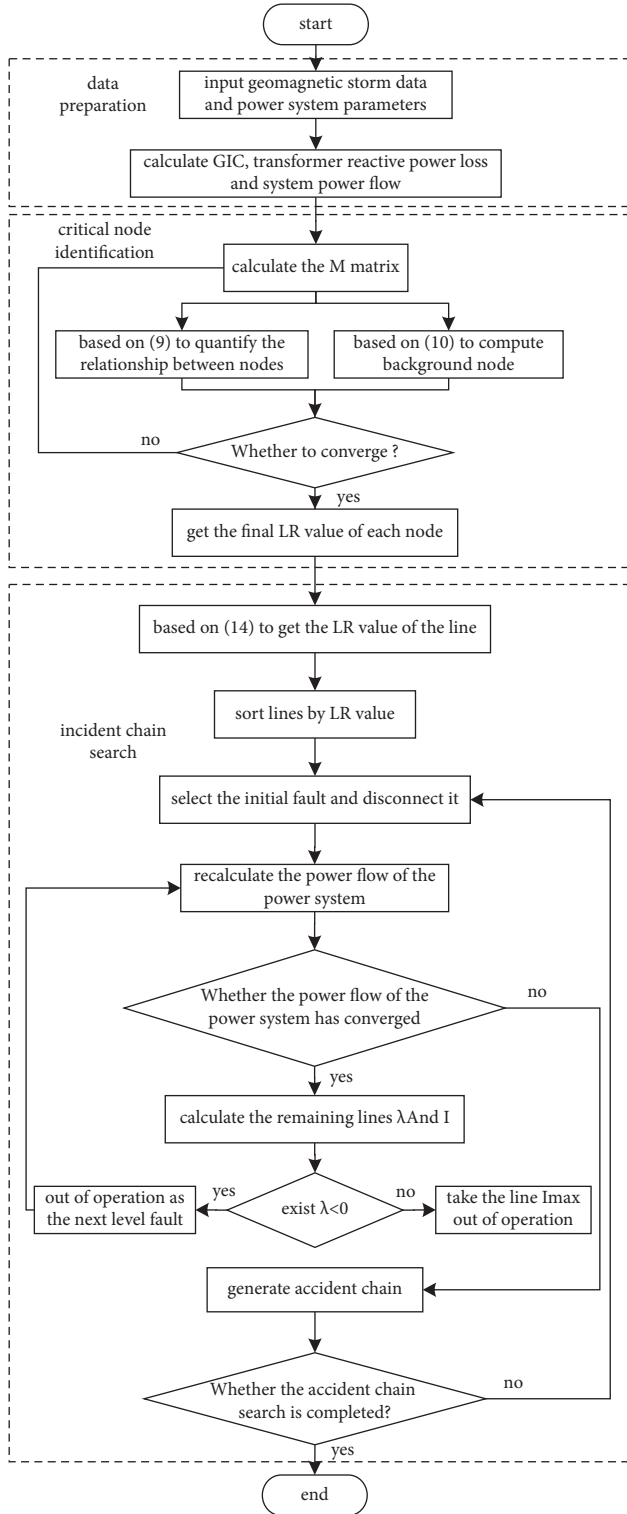 start
data
preparation
input geomagnetic storm data
and power system parameters
calculate GIC, transformer reactive power loss
and system power flow
critical node
identification
calculate the M matrix
based on (9) to quantify the
relationship between nodes
based on (10) to compute
background node
no
Whether to converge ?
yes
get the final LR value of each node
based on (14) to get the LR value of the line
sort lines by LR value
incident chain
search
select the initial fault and disconnect it
recalculate the power flow of the
power system
Whether the power flow of the
power system has converged
no
yes
calculate the remaining lines λAnd I
out of operation as
the next level fault
yes
exist λ<0
no
take the line Imax
out of operation
generate accident chain
Whether the accident chain
search is completed?
no
yes
end